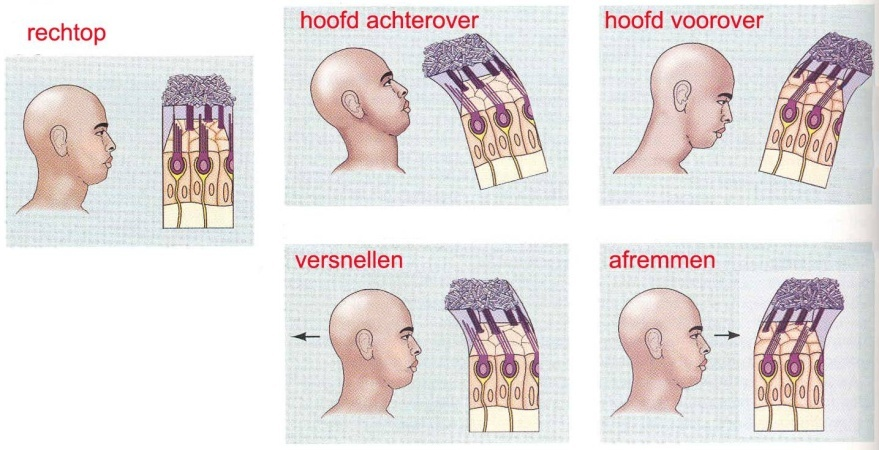 rechtop
hoofd achterover
hoofd voorover
versnellen
afremmen